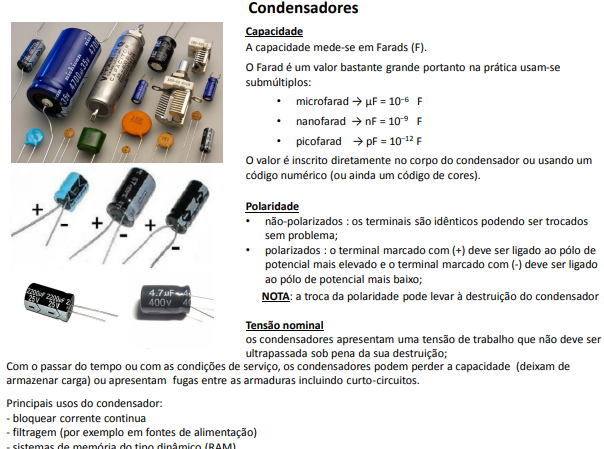 Condensadores
Capacidade
A capacidade mede-se em Farads (F).
O Farad é um valor bastante grande portanto na prática usam-se
submúltiplos:
• microfarad → µF = 10⁻⁶ F
• nanofarad → nF = 10⁻⁹ F
• picofarad → pF = 10⁻¹² F
O valor é inscrito diretamente no corpo do condensador ou usando um
código numérico (ou ainda um código de cores).
Polaridade
• não-polarizados : os terminais são idênticos podendo ser trocados
sem problema;
• polarizados : o terminal marcado com (+) deve ser ligado ao pólo de
potencial mais elevado e o terminal marcado com (-) deve ser ligado
ao pólo de potencial mais baixo;
NOTA: a troca da polaridade pode levar à destruição do condensador
Tensão nominal
os condensadores apresentam uma tensão de trabalho que não deve ser
ultrapassada sob pena da sua destruição;
Com o passar do tempo ou com as condições de serviço, os condensadores podem perder a capacidade (deixam de
armazenar carga) ou apresentam fugas entre as armaduras incluindo curto-circuitos.
Principais usos do condensador:
- bloquear corrente continua
- filtragem (por exemplo em fontes de alimentação)
- sistemas de memória do tipo dinâmico (RAM)
+ - + - + -
2200µF 2200µF
25V 25V
4.7µF
400V